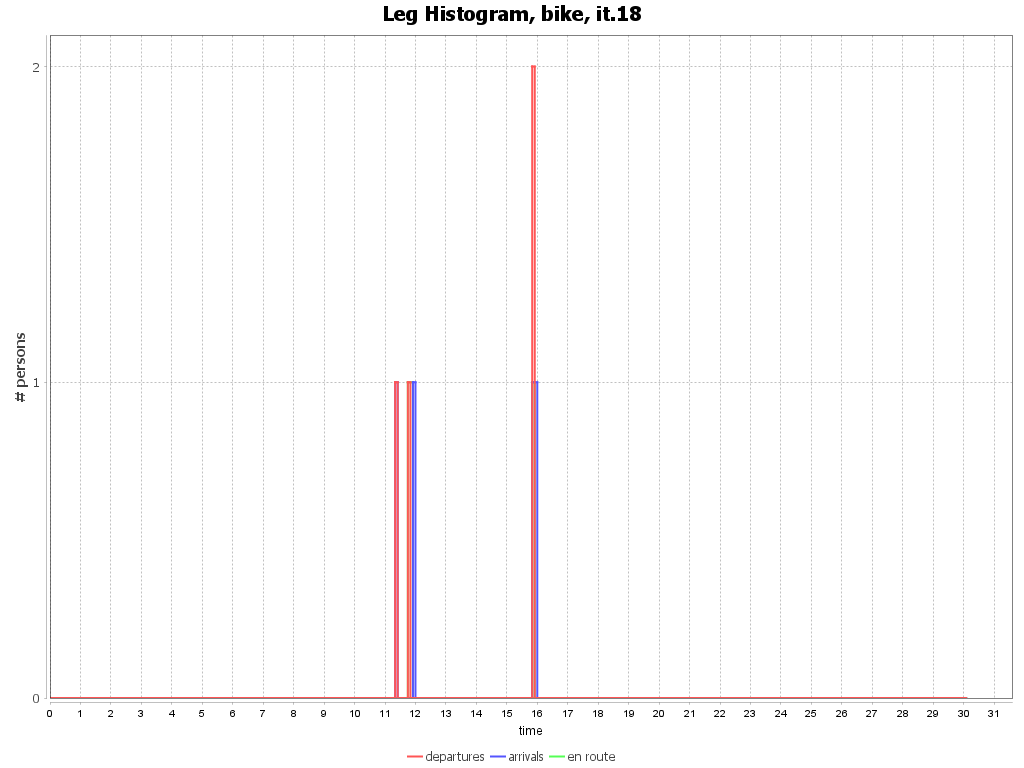 Leg Histogram, bike, it.18
2
1
0
# persons
0 1 2 3 4 5 6 7 8 9 10 11 12 13 14 15 16 17 18 19 20 21 22 23 24 25 26 27 28 29 30 31
time
departures arrivals en route